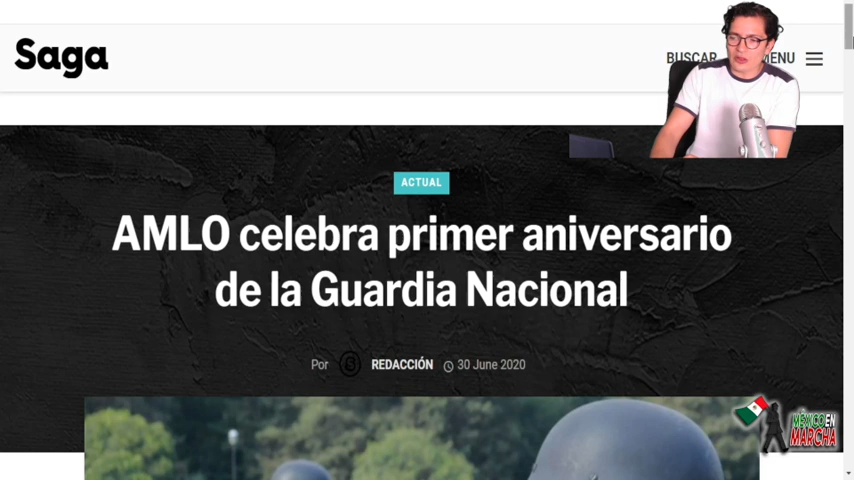 Saga
BUSCAR
MENU
ACTUAL
AMLO celebra primer aniversario
de la Guardia Nacional
Por REDACCIÓN 30 June 2020
MÉXICO EN
MARCHA